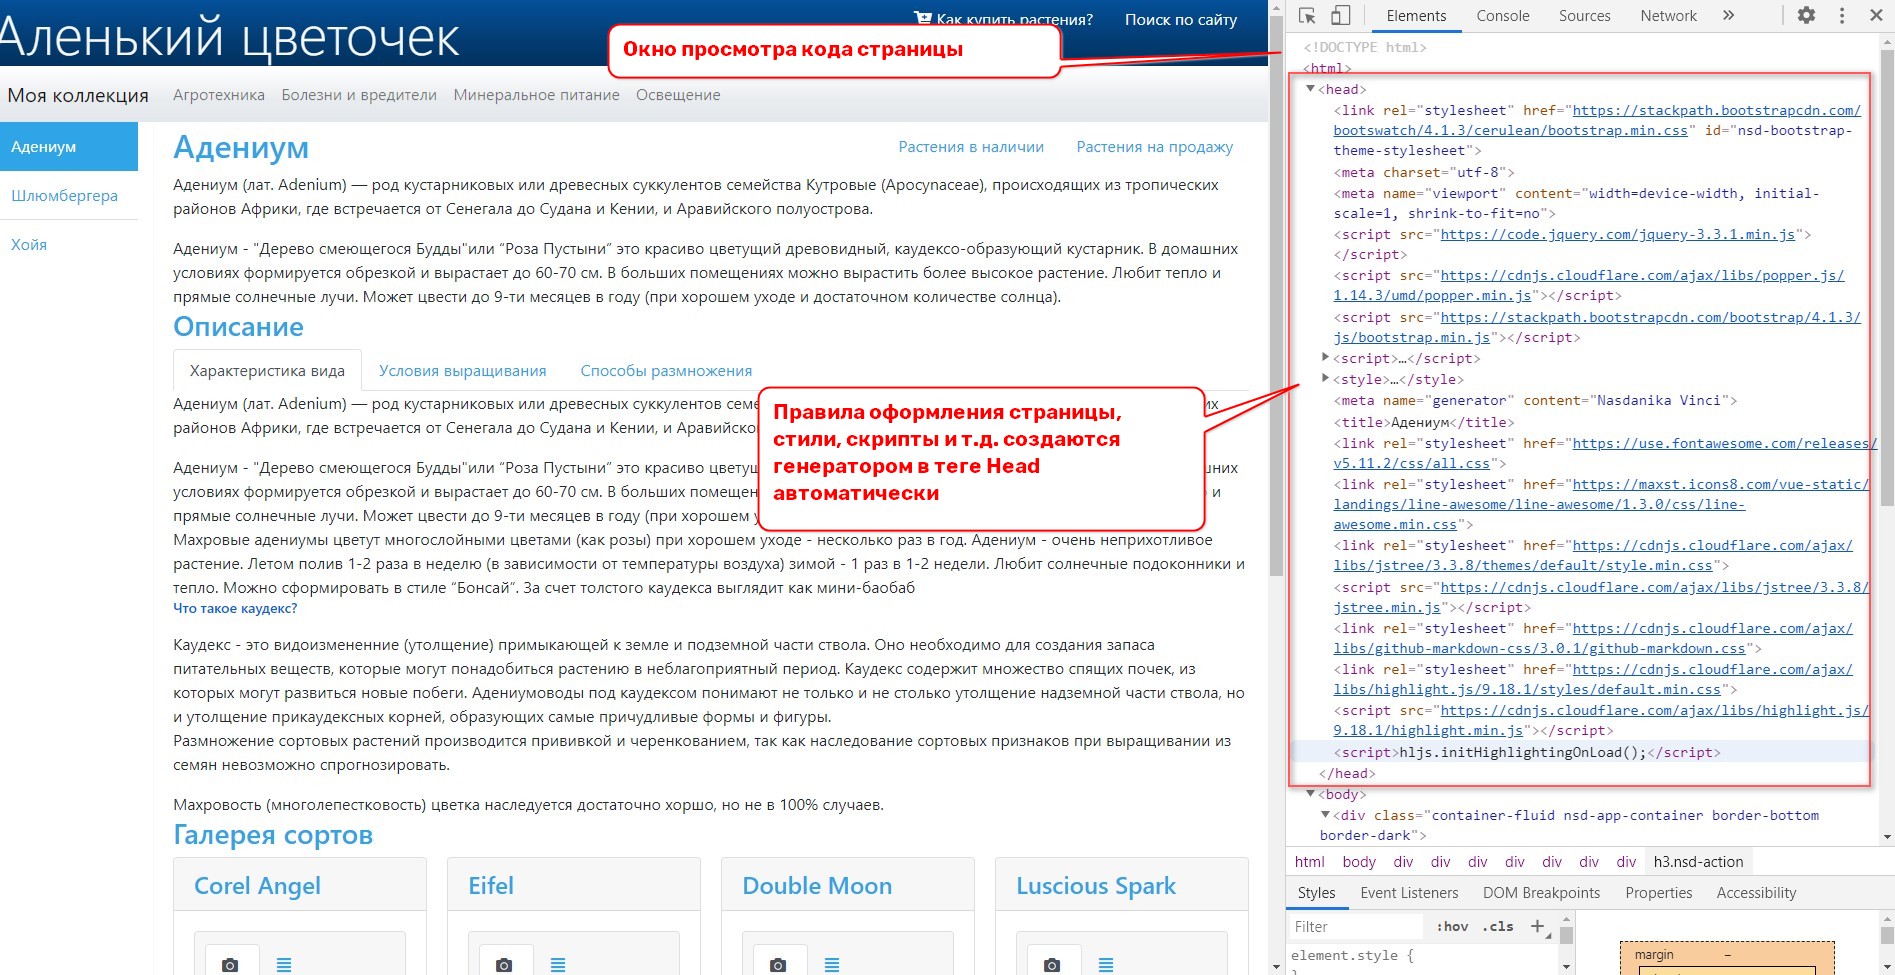 Аленький цветочек
Как купить растения?
Поиск по сайту
Окно просмотра кода страницы
Моя коллекция
Агротехника
Болезни и вредители
Минеральное питание
Освещение
Адениум
Шлюмбергера
Хойя
Адениум
Растения в наличии
Растения на продажу
Адениум (лат. Adenium) — род кустарниковых или древесных суккулентов семейства Кутровые (Apocynaceae), происходящих из тропических
районов Африки, где встречается от Сенегала до Судана и Кении, и Аравийского полуострова.
Адениум - "Дерево смеющегося Будды"или “Роза Пустыни” это красиво цветущий древовидный, каудексо-образующий кустарник. В домашних
условиях формируется обрезкой и вырастает до 60-70 см. В больших помещениях можно вырастить более высокое растение. Любит тепло и
прямые солнечные лучи. Может цвести до 9-ти месяцев в году (при хорошем уходе и достаточном количестве солнца).
Описание
Характеристика вида
Условия выращивания
Способы размножения
Адениум (лат. Adenium) — род кустарниковых или древесных суккулентов семе
их
районов Африки, где встречается от Сенегала до Судана и Кении, и Аравийског
Адениум - "Дерево смеющегося Будды"или “Роза Пустыни” это красиво цветущ
шних
условиях формируется обрезкой и вырастает до 60-70 см. В больших помещен
и
прямые солнечные лучи. Может цвести до 9-ти месяцев в году (при хорошем у
Правила оформления страницы,
стили, скрипты и т.д. создаются
генератором в теге Head
автоматически
Махровые адениумы цветут многослойными цветами (как розы) при хорошем уходе - несколько раз в год. Адениум - очень неприхотливое
растение. Летом полив 1-2 раза в неделю (в зависимости от температуры воздуха) зимой - 1 раз в 1-2 недели. Любит солнечные подоконники и
тепло. Можно сформировать в стиле “Бонсай”. За счет толстого каудекса выглядит как мини-баобаб
Что такое каудекс?
Каудекс - это видоизмененние (утолщение) примыкающей к земле и подземной части ствола. Оно необходимо для создания запаса
питательных веществ, которые могут понадобиться растению в неблагоприятный период. Каудекс содержит множество спящих почек, из
которых могут развиться новые побеги. Адениумоводы под каудексом понимают не только и не столько утолщение надземной части ствола, но
и утолщение прикаудексных корней, образующих самые причудливые формы и фигуры.
Размножение сортовых растений производится прививкой и черенкованием, так как наследование сортовых признаков при выращивании из
семян невозможно спрогнозировать.
Махровость (многолепестковость) цветка наследуется достаточно хоршо, но не в 100% случаев.
Галерея сортов
Corel Angel
Eifel
Double Moon
Luscious Spark
Elements
Console
Sources
Network
<!DOCTYPE html>
<html>
<head>
<link rel="stylesheet" href="https://stackpath.bootstrapcdn.com/
bootswatch/4.1.3/cerulean/bootstrap.min.css" id="nsd-bootstrap-
theme-stylesheet">
<meta charset="utf-8">
<meta name="viewport" content="width=device-width, initial-
scale=1, shrink-to-fit=no">
<script src="https://code.jquery.com/jquery-3.3.1.min.js">
</script>
<script src="https://cdnjs.cloudflare.com/ajax/libs/popper.js/
1.14.3/umd/popper.min.js"></script>
<script src="https://stackpath.bootstrapcdn.com/bootstrap/4.1.3/
js/bootstrap.min.js"></script>
<script>…</script>
<style>…</style>
<meta name="generator" content="Nasdanika Vinci">
<title>Адениум</title>
<link rel="stylesheet" href="https://use.fontawesome.com/releases/
v5.11.2/css/all.css">
<link rel="stylesheet" href="https://maxst.icons8.com/vue-static/
landings/line-awesome/line-awesome/1.3.0/css/line-
awesome.min.css">
<link rel="stylesheet" href="https://cdnjs.cloudflare.com/ajax/
libs/jstree/3.3.8/themes/default/style.min.css">
<script src="https://cdnjs.cloudflare.com/ajax/libs/jstree/3.3.8/
jstree.min.js"></script>
<link rel="stylesheet" href="https://cdnjs.cloudflare.com/ajax/
libs/github-markdown-css/3.0.1/github-markdown.css">
<link rel="stylesheet" href="https://cdnjs.cloudflare.com/ajax/
libs/highlight.js/9.18.1/styles/default.min.css">
<script src="https://cdnjs.cloudflare.com/ajax/libs/highlight.js/
9.18.1/highlight.min.js"></script>
<script>hljs.initHighlightingOnLoad();</script>
</head>
<body>
<div class="container-fluid nsd-app-container border-bottom
border-dark">
html body div div div div div div div h3.nsd-action
Styles
Event Listeners
DOM Breakpoints
Properties
Accessibility
Filter
:hov .cls +
element.style {
margin –